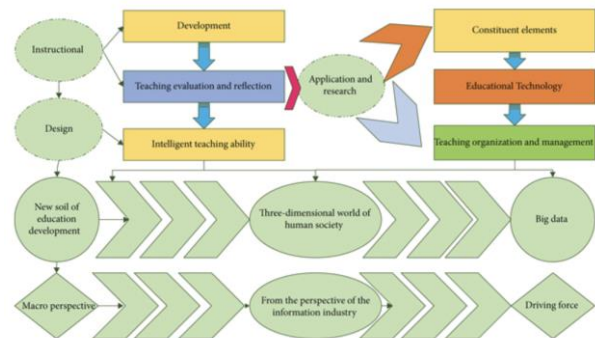 Instructional
Development
Teaching evaluation and reflection
Application and
research
Constituent elements
Educational Technology
Design
Intelligent teaching ability
Teaching organization and management
New soil of
education
development
Three-dimensional world of
human society
Big data
Macro perspective
From the perspective of the
information industry
Driving force